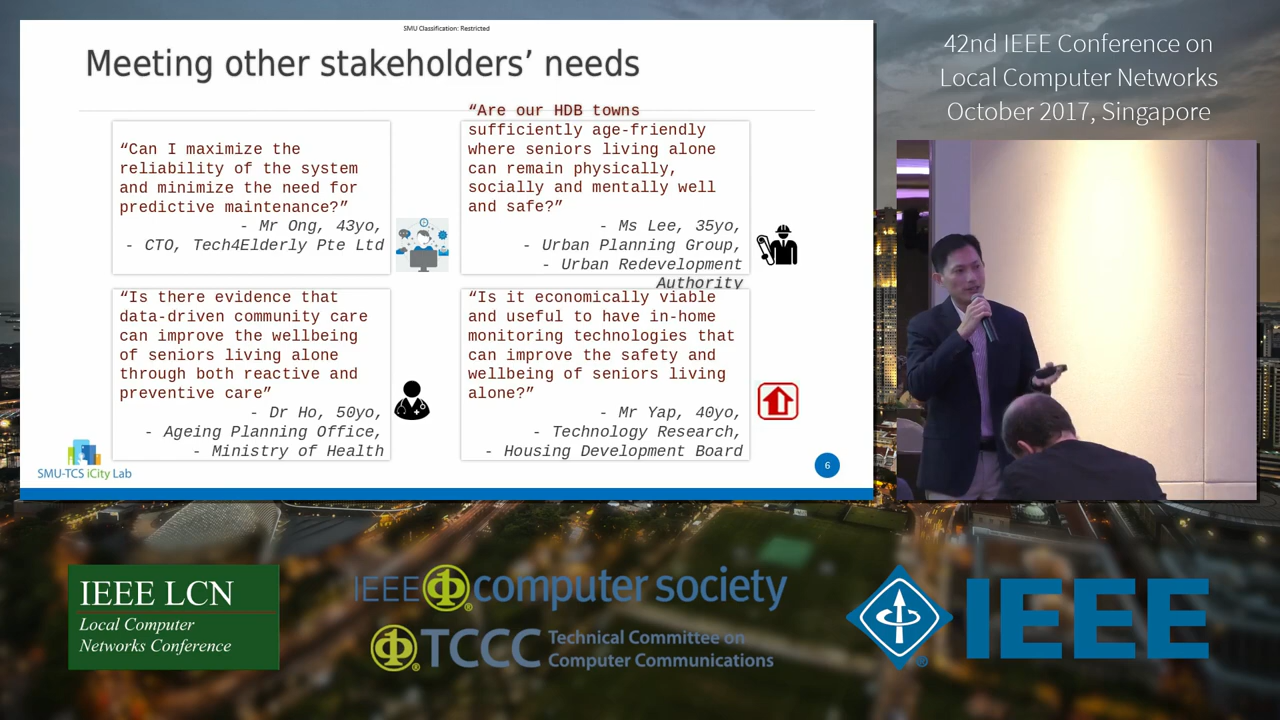 SMU Classification: Restricted
Meeting other stakeholders’ needs
“Can I maximize the
reliability of the system
and minimize the need for
predictive maintenance?”
- Mr Ong, 43yo,
- CTO, Tech4Elderly Pte Ltd
“Are our HDB towns
sufficiently age-friendly
where seniors living alone
can remain physically,
socially and mentally well
and safe?”
- Ms Lee, 35yo,
- Urban Planning Group,
- Urban Redevelopment
Authority
“Is there evidence that
data-driven community care
can improve the wellbeing
of seniors living alone
through both reactive and
preventive care”
- Dr Ho, 50yo,
- Ageing Planning Office,
- Ministry of Health
“Is it economically viable
and useful to have in-home
monitoring technologies that
can improve the safety and
wellbeing of seniors living
alone?”
- Mr Yap, 40yo,
- Technology Research,
- Housing Development Board
SMU-TCS iCity Lab
6
42nd IEEE Conference on
Local Computer Networks
October 2017, Singapore
IEEE LCN
Local Computer
Networks Conference
IEEE computer society
TCCC Technical Committee on
Computer Communications
IEEE